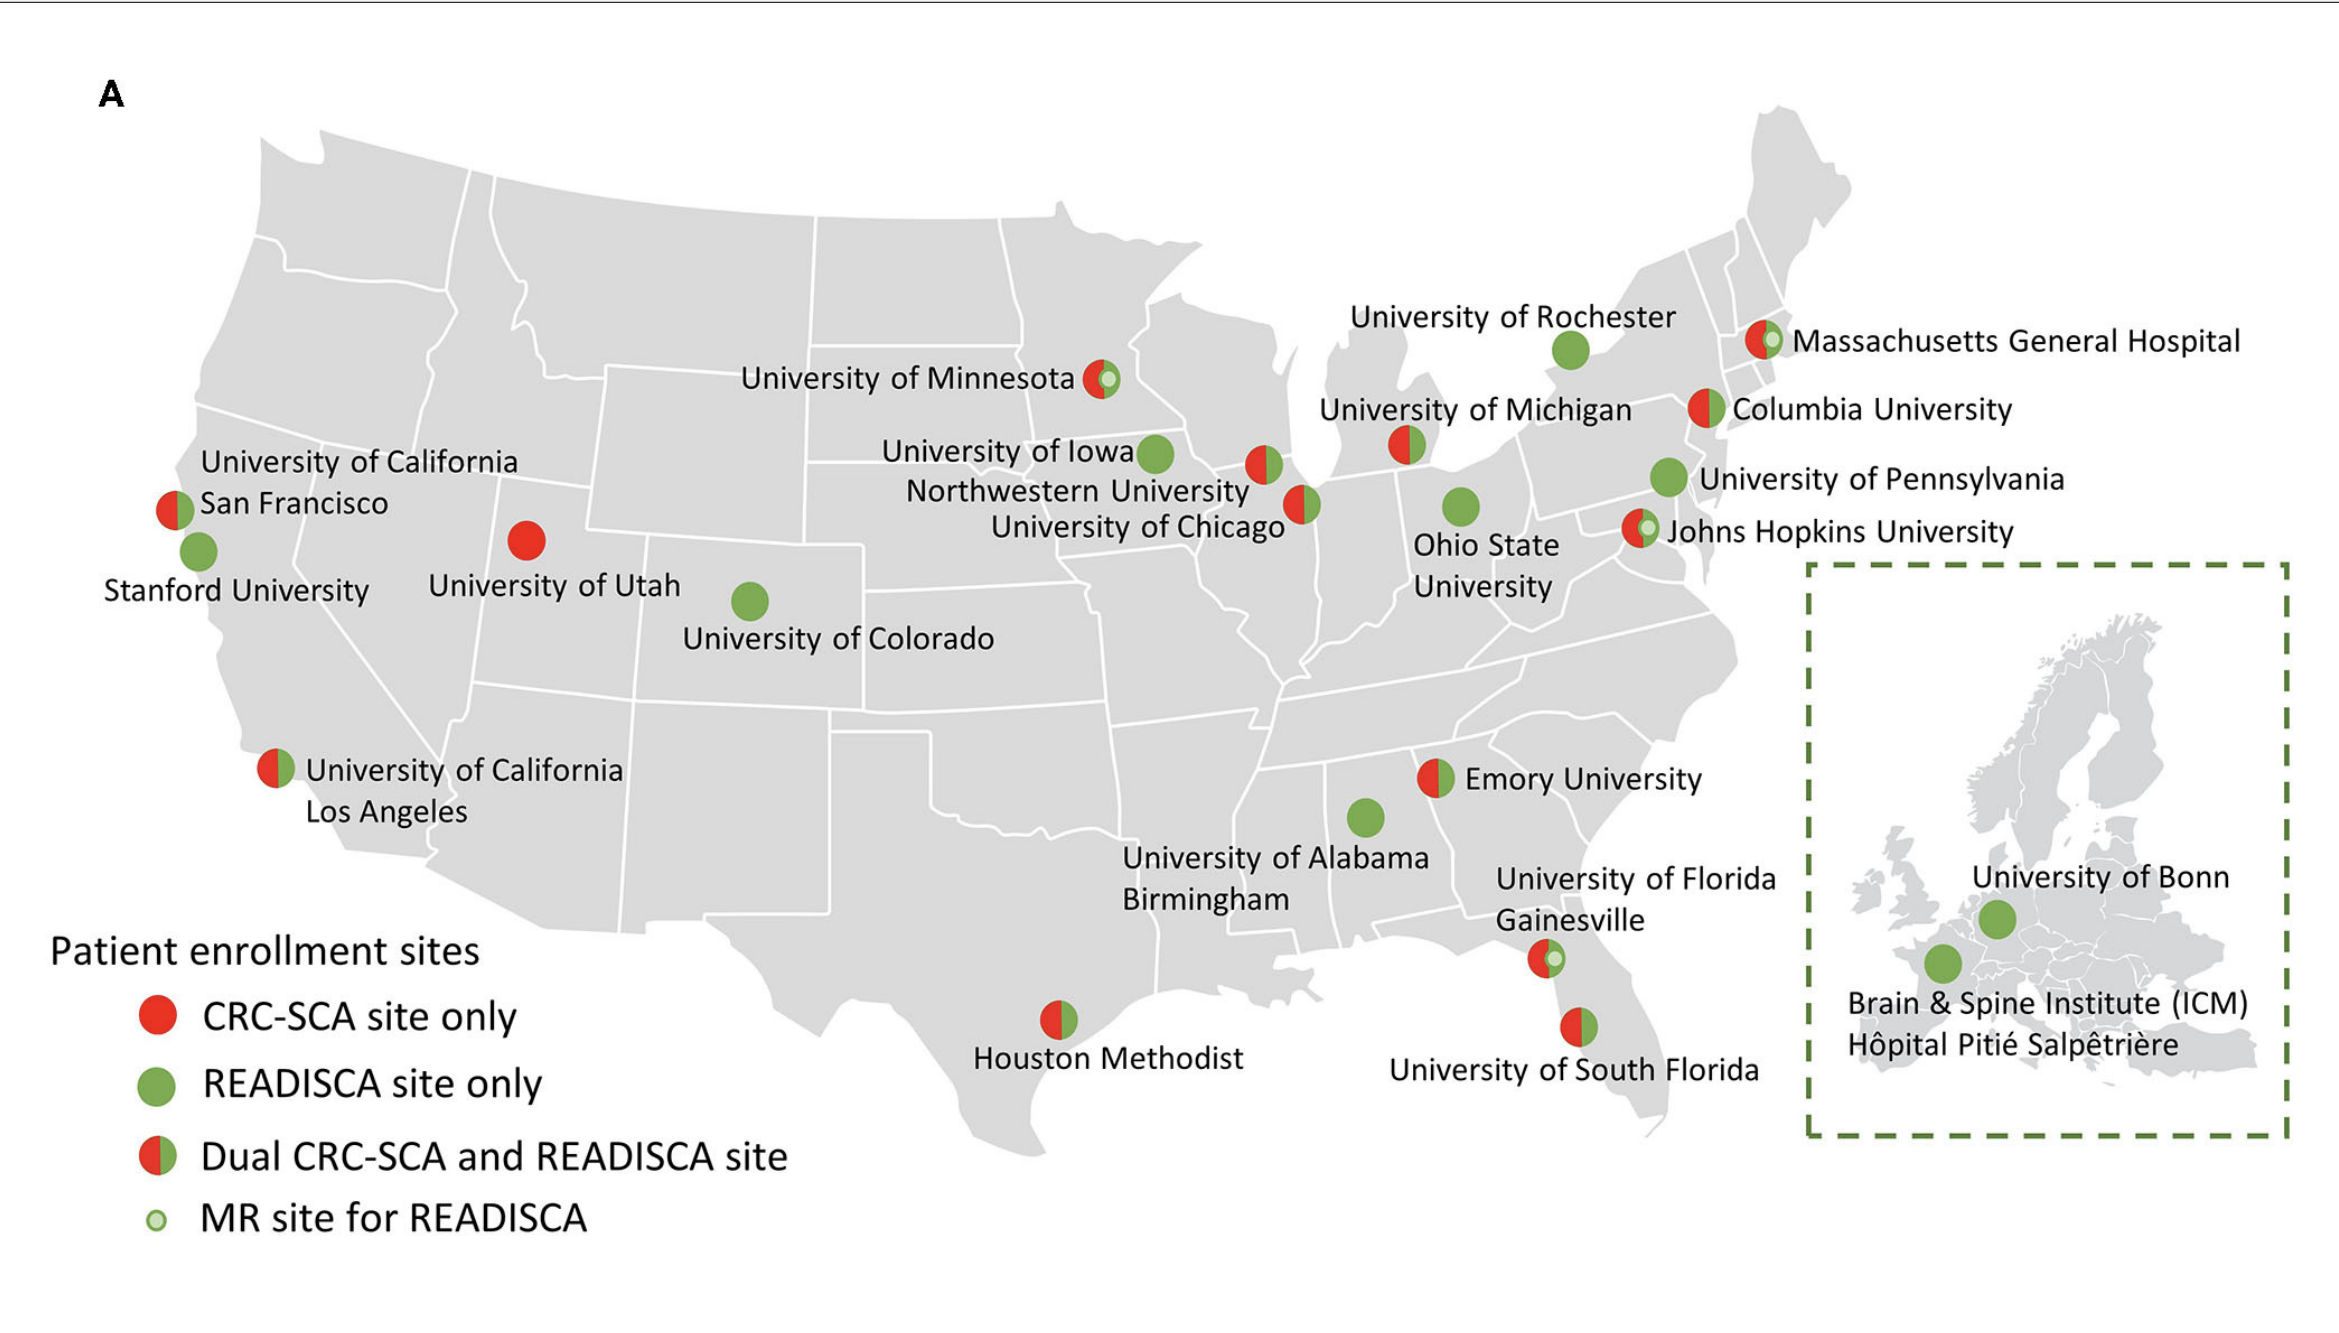 A
University of Rochester
Massachusetts General Hospital
University of Minnesota
University of Michigan
Columbia University
University of Iowa
University of California
San Francisco
Northwestern University
University of Pennsylvania
University of Chicago
Johns Hopkins University
Ohio State
University
Stanford University
University of Utah
University of Colorado
University of California
Los Angeles
Emory University
University of Alabama
Birmingham
University of Florida
Gainesville
University of Bonn
Brain & Spine Institute (ICM)
Hôpital Pitié Salpêtrière
Houston Methodist
University of South Florida
Patient enrollment sites
CRC-SCA site only
READISCA site only
Dual CRC-SCA and READISCA site
MR site for READISCA